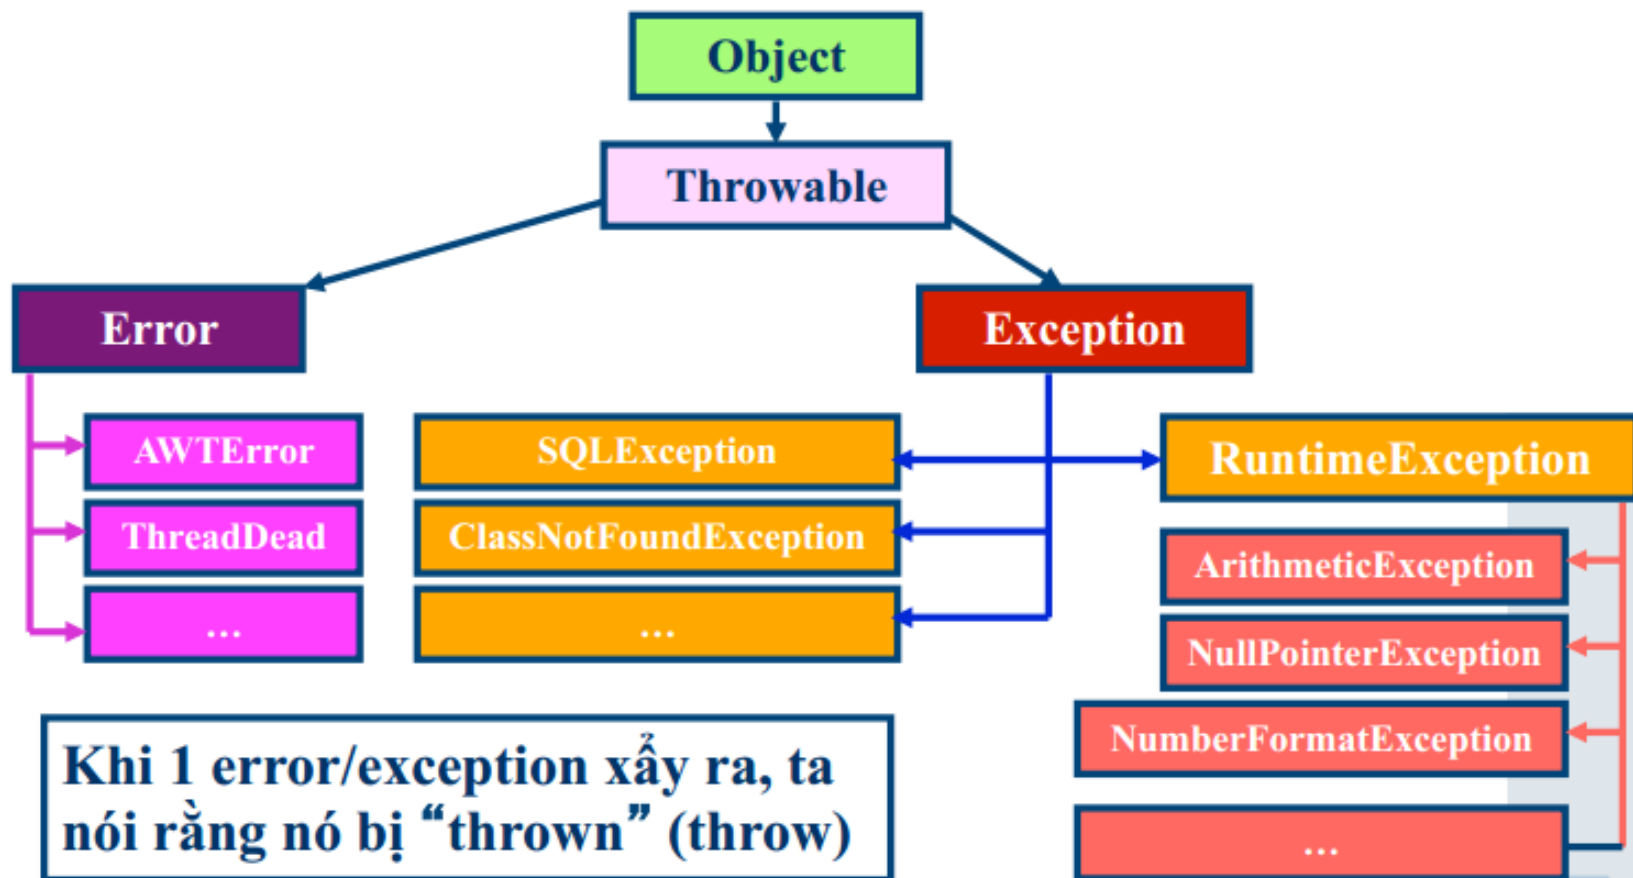 Object
Throwable
Error
Exception
AWTError
SQLException
RuntimeException
ThreadDead
ClassNotFoundException
ArithmeticException
...
...
NullPointerException
NumberFormatException
Khi 1 error/exception xẩy ra, ta
nói rằng nó bị “thrown” (throw)
...